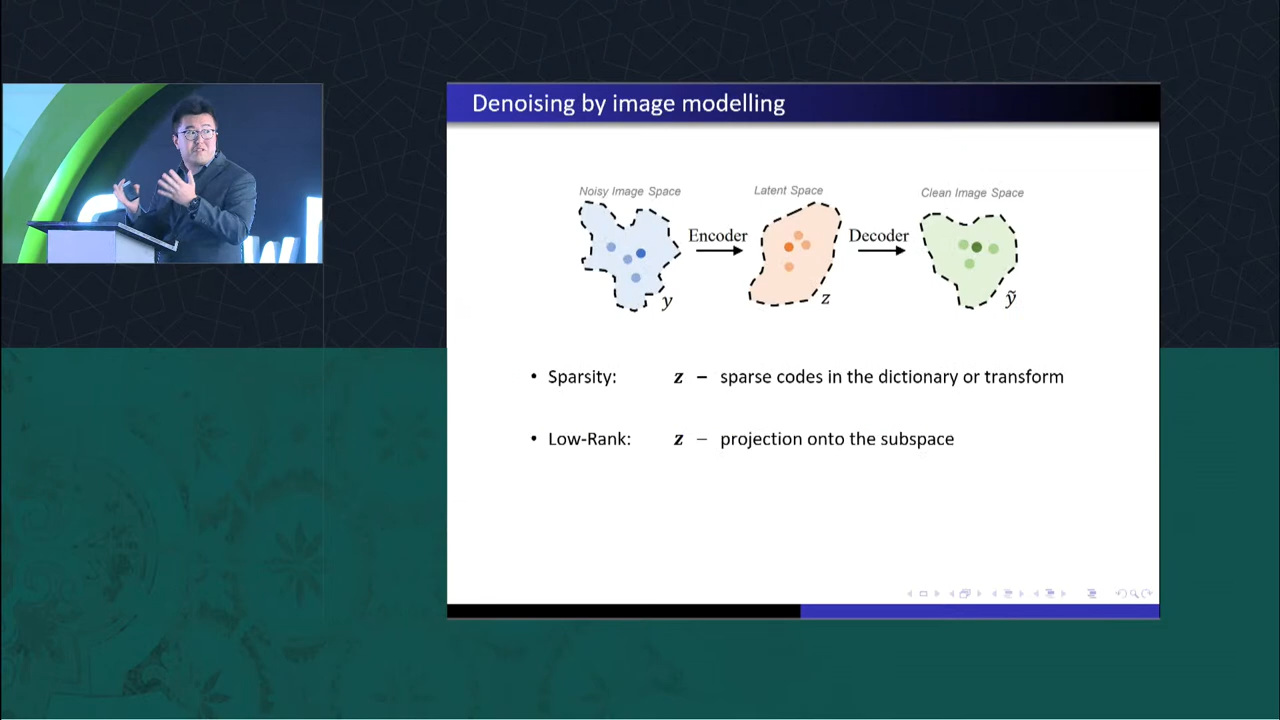 Denoising by image modelling
Noisy Image Space
Latent Space
Clean Image Space
Encoder
Decoder
y
z
ỹ
• Sparsity: z – sparse codes in the dictionary or transform
• Low-Rank: z – projection onto the subspace